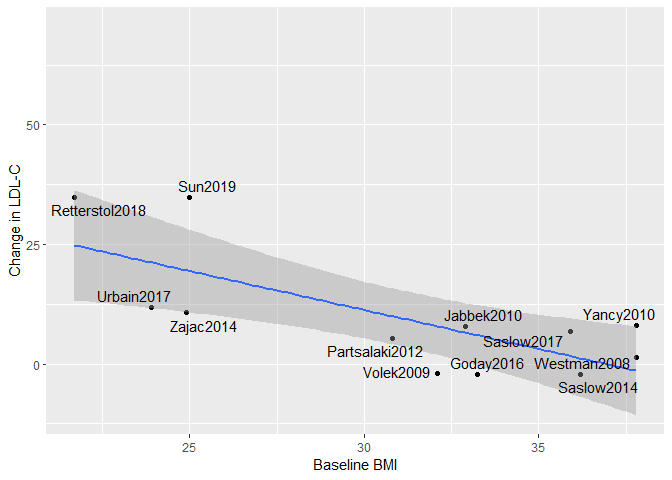 50
Sun2019
Retterstol2018
25
Urbain2017
Zajac2014
Jabbek2010
Yancy2010
Saslow2017
Partsalaki2012
Goday2016
Westman2008
Volek2009
0
Saslow2014
Change in LDL-C
25
30
35
Baseline BMI